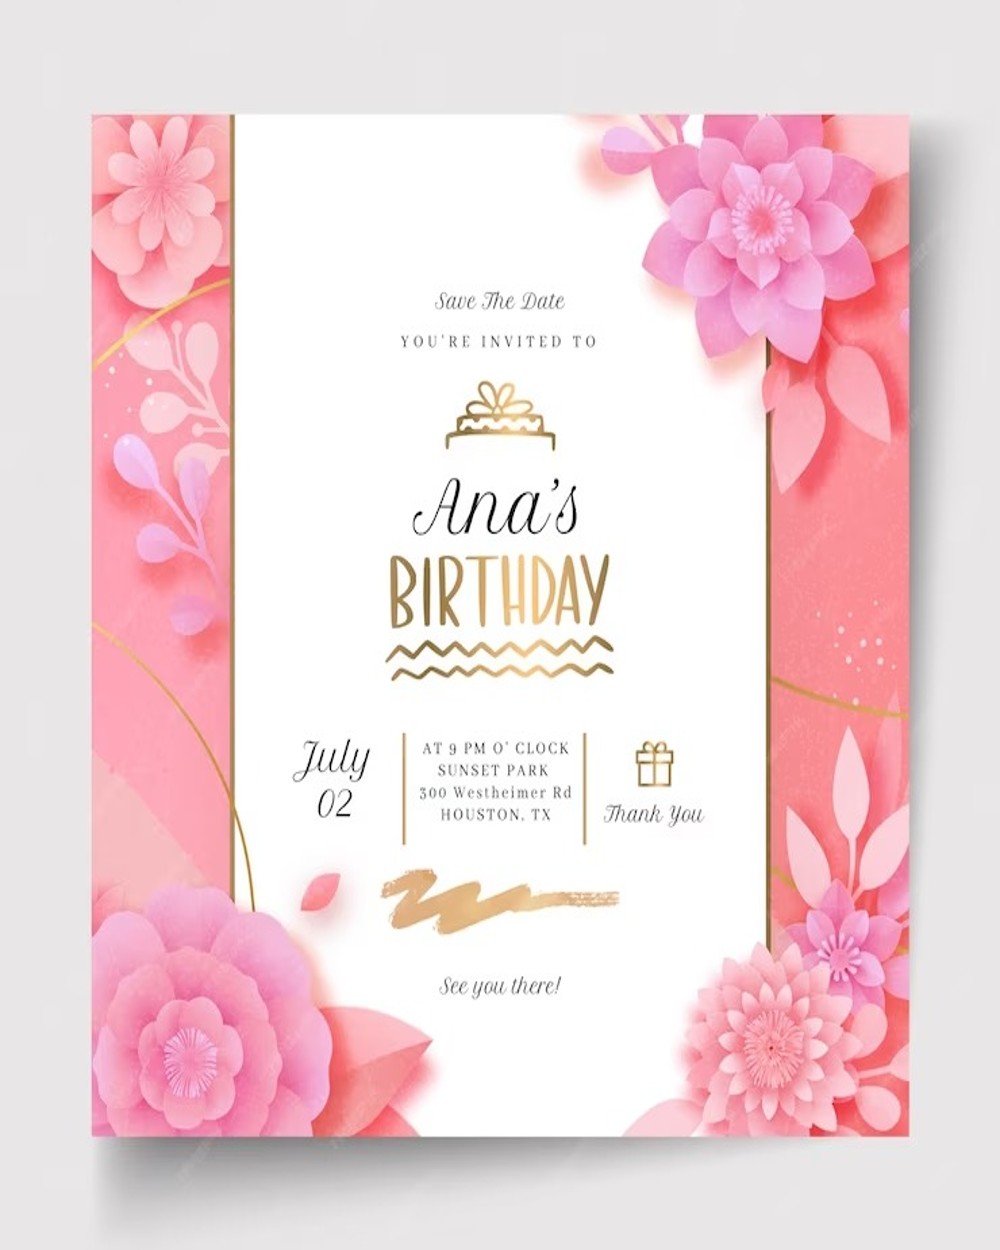 Save The Date
YOU'RE INVITED TO
Ana's
BIRTHDAY
July
02
AT 9 PM O' CLOCK
SUNSET PARK
300 Westheimer Rd
HOUSTON, TX
Thank You
See you there!